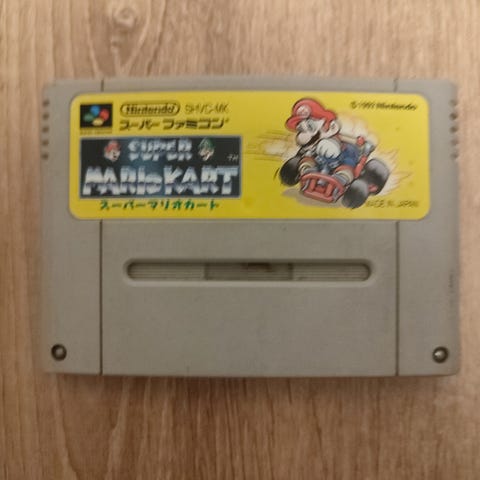 Nintendo SHVC-MK
© 1992 Nintendo
スーパーファミコン
SUPER
MARIO KART TM
スーパーマリオカート
MADE IN JAPAN